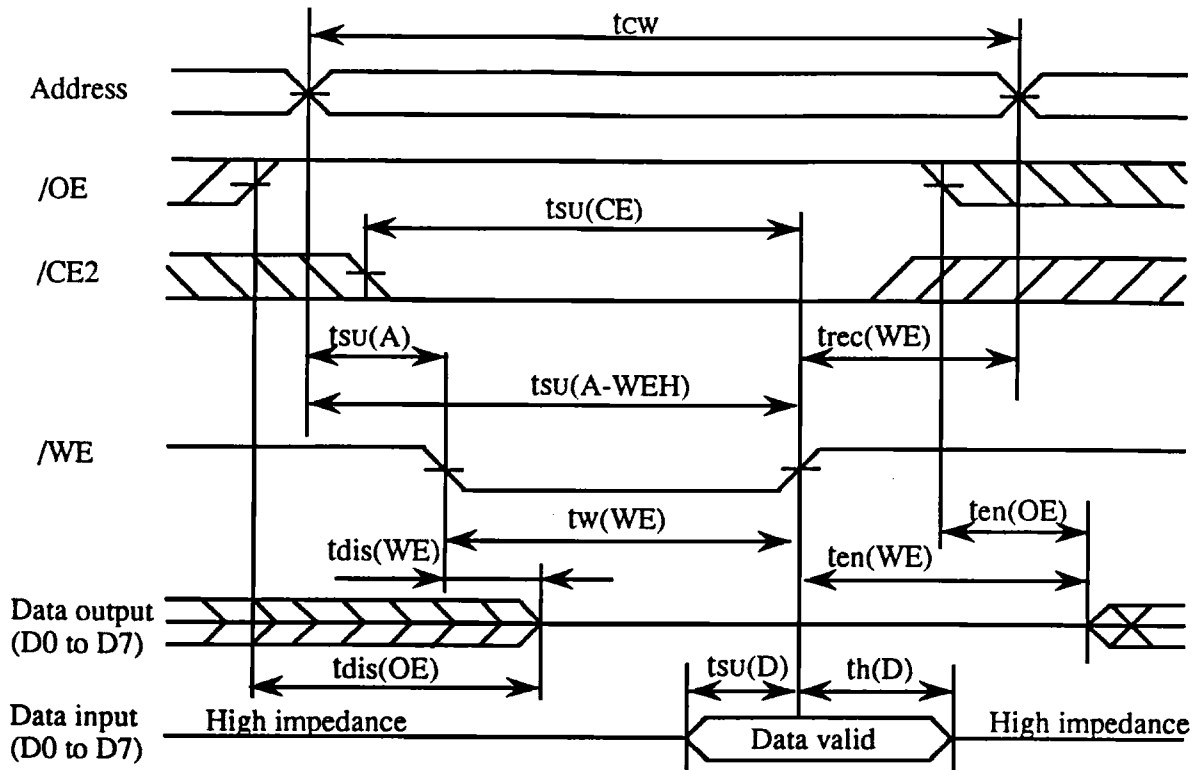 tcw
Address
/OE
tsu(CE)
/CE2
tsu(A)
trec(WE)
tsu(A-WEH)
/WE
tw(WE)
ten(OE)
tdis(WE)
ten(WE)
Data output
(D0 to D7)
tdis(OE)
tsu(D)
th(D)
Data input
(D0 to D7)
High impedance
Data valid
High impedance